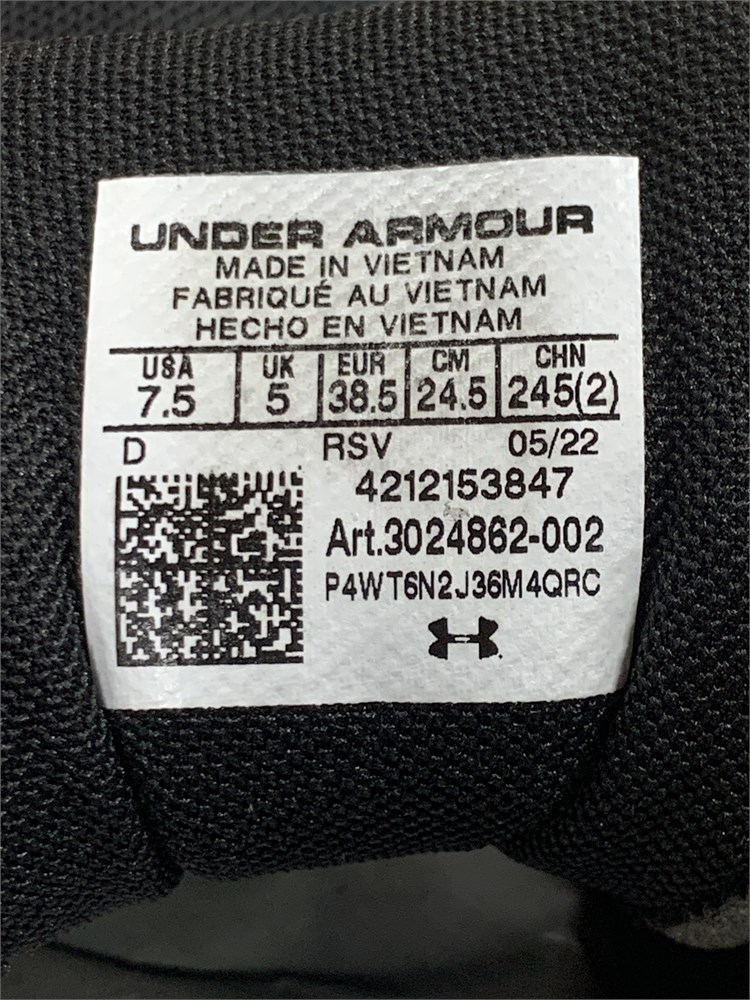 UNDER ARMOUR
MADE IN VIETNAM
FABRIQUÉ AU VIETNAM
HECHO EN VIETNAM
USA UK EUR CM CHN
7.5 5 38.5 24.5 245(2)
D RSV 05/22
4212153847
Art.3024862-002
P4WT6N2J36M4QRC